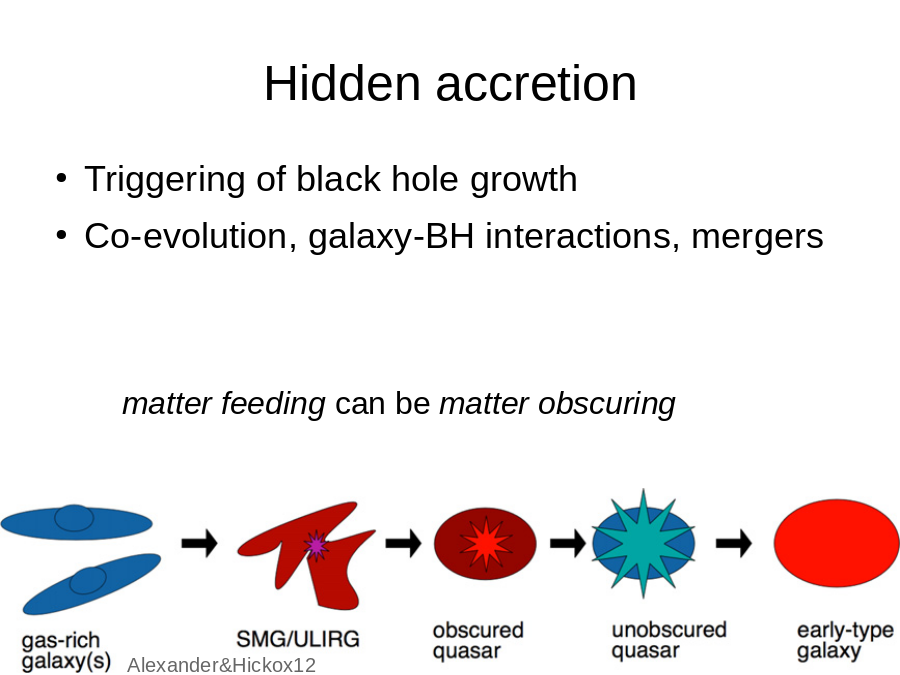 Hidden accretion
• Triggering of black hole growth
• Co-evolution, galaxy-BH interactions, mergers
matter feeding can be matter obscuring
gas-rich
galaxy(s)
SMG/ULIRG
obscured
quasar
unobscured
quasar
early-type
galaxy
Alexander&Hickox12